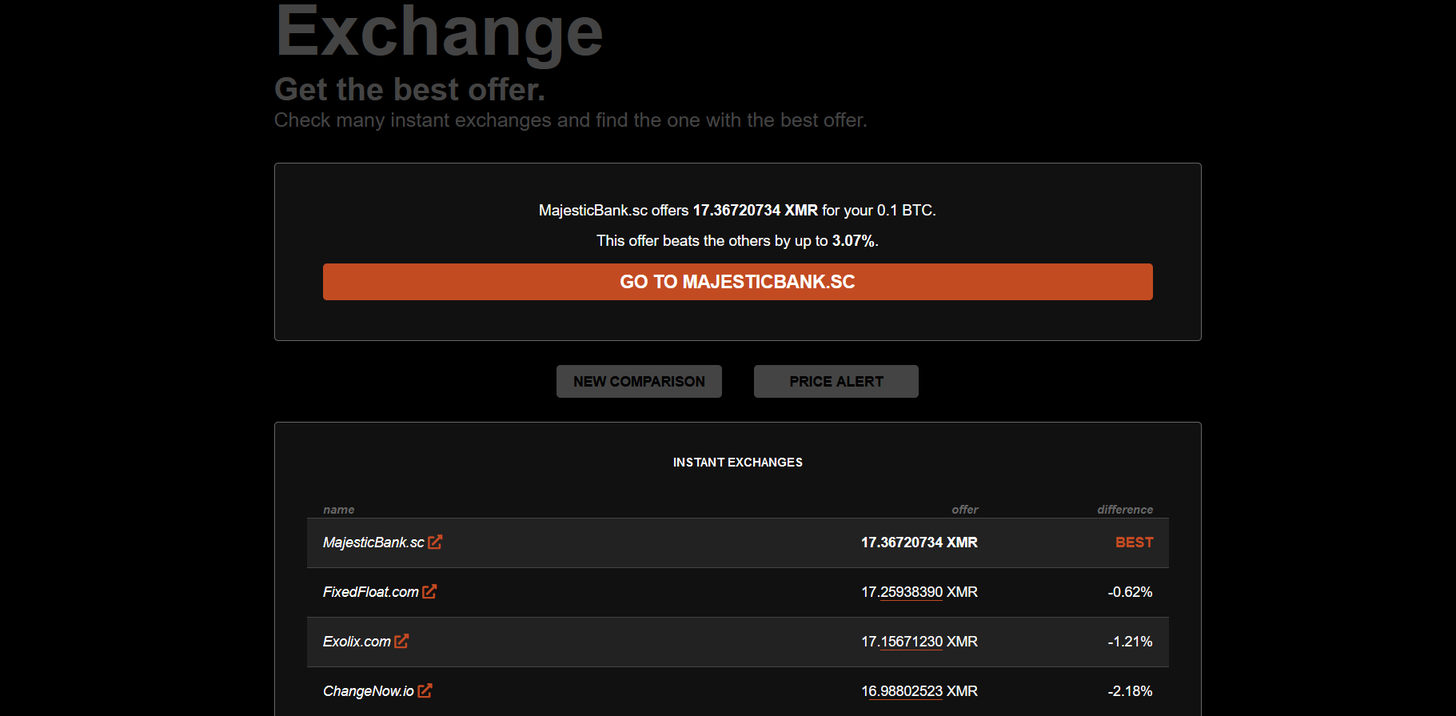 Exchange
Get the best offer.
Check many instant exchanges and find the one with the best offer.
MajesticBank.sc offers 17.36720734 XMR for your 0.1 BTC.
This offer beats the others by up to 3.07%.
GO TO MAJESTICBANK.SC
NEW COMPARISON PRICE ALERT
INSTANT EXCHANGES
name offer difference
MajesticBank.sc 17.36720734 XMR BEST
FixedFloat.com 17.25938390 XMR -0.62%
Exolix.com 17.15671230 XMR -1.21%
ChangeNow.io 16.98802523 XMR -2.18%